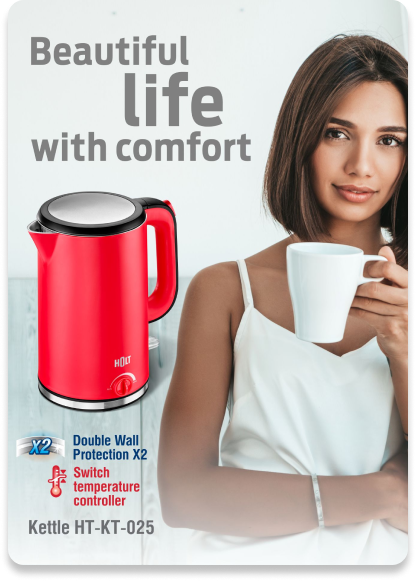 Beautiful
life
with comfort
HÖLT
X2
Double Wall
Protection X2
Switch
temperature
controller
Kettle HT-KT-025